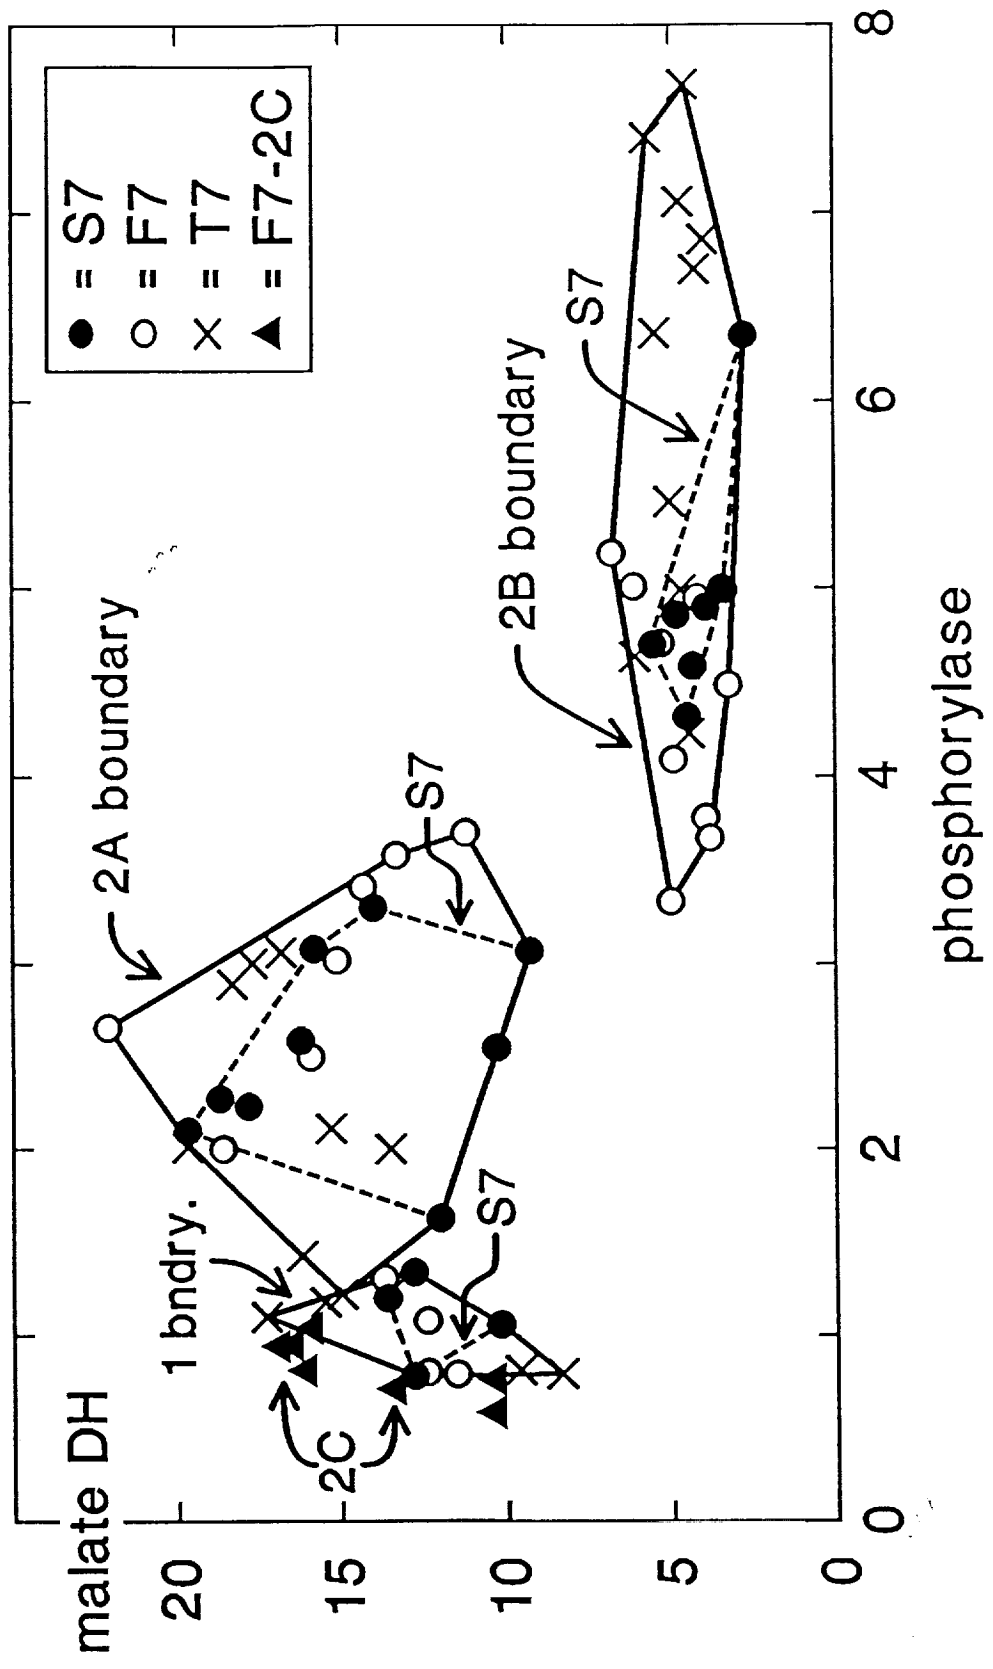 malate DH
20
15
10
5
0
0
2
4
6
8
phosphorylase
● = S7
○ = F7
× = T7
▲ = F7-2C
2A boundary
S7
1 bndry.
S7
2C
2B boundary
S7